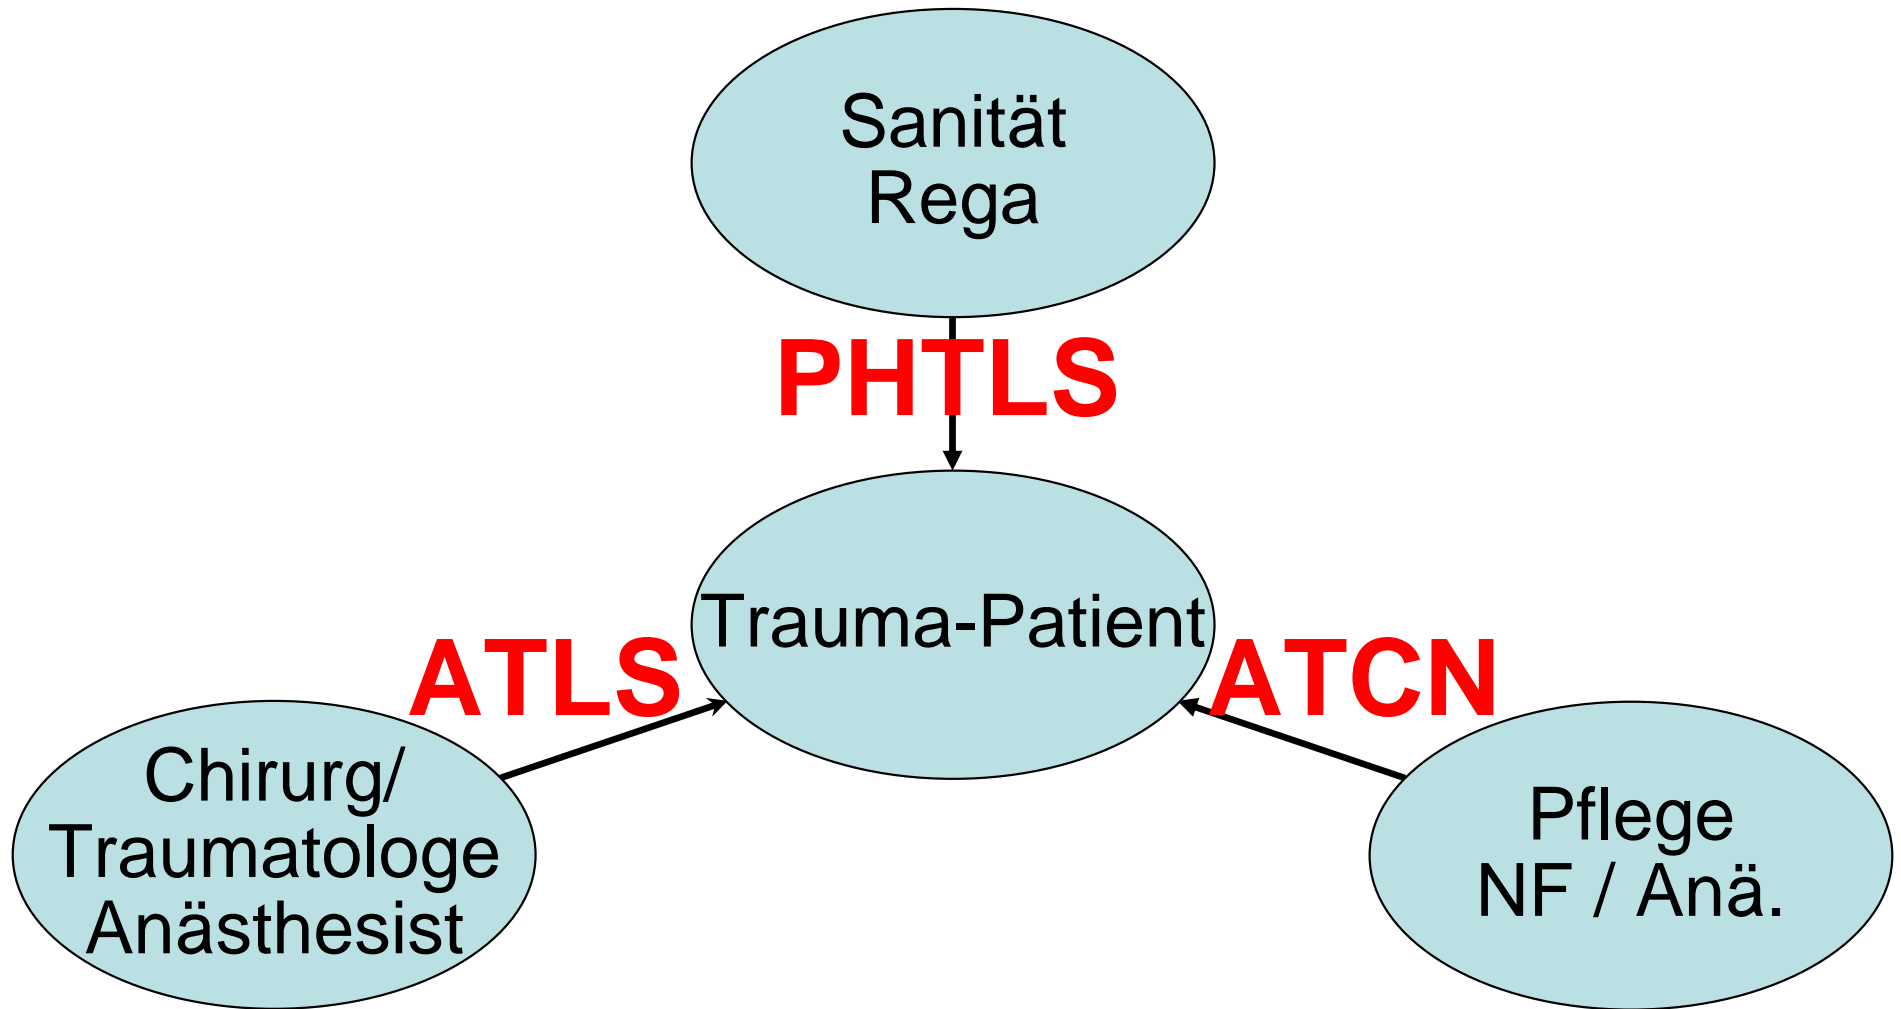 Sanität
Rega
PHTLS
Trauma-Patient
ATLS
ATCN
Chirurg/
Traumatologe
Anästhesist
Pflege
NF / Anä.